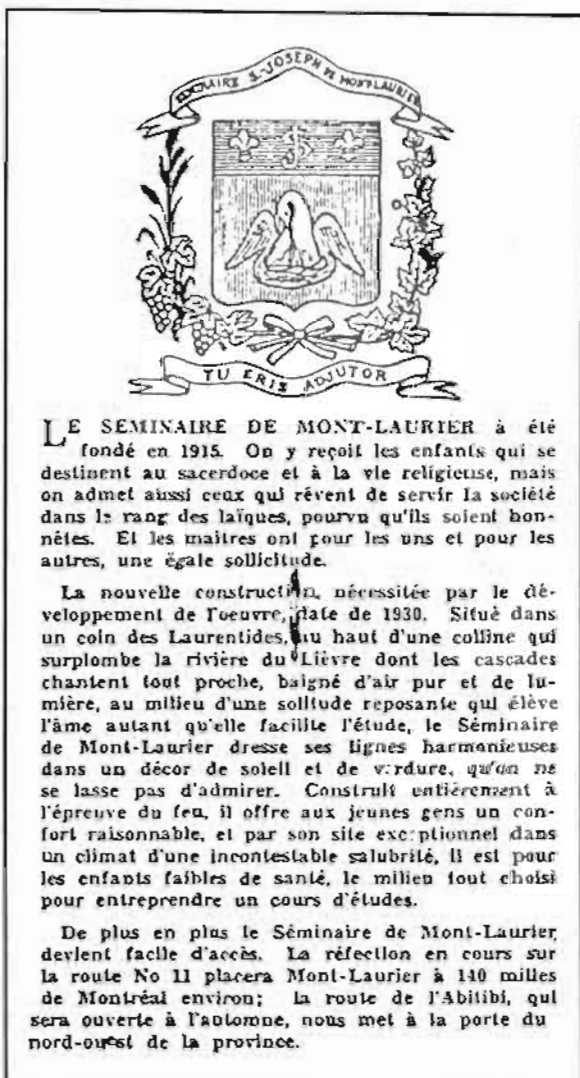 SEMINAIRE S.-JOSEPH DE MONT-LAURIER
TU ERIS ADJUTOR
LE SEMINAIRE DE MONT-LAURIER à été
fondé en 1915. On y reçoit les enfants qui se
destinent au sacerdoce et à la vie religieuse, mais
on admet aussi ceux qui rêvent de servir la société
dans le rang des laïques, pourvu qu'ils soient hon-
nêtes. Et les maîtres ont pour les uns et pour les
autres, une égale sollicitude.
La nouvelle construction, nécessitée par le dé-
veloppement de l'oeuvre, date de 1930. Situé dans
un coin des Laurentides, au haut d'une colline qui
surplombe la rivière du Lièvre dont les cascades
chantent tout proche, baigné d'air pur et de lu-
mière, au milieu d'une solitude reposante qui élève
l'âme autant qu'elle facilite l'étude, le Séminaire
de Mont-Laurier dresse ses lignes harmonieuses
dans un décor de soleil et de verdure, qu'on ne
se lasse pas d'admirer. Construit entièrement à
l'épreuve du feu, il offre aux jeunes gens un con-
fort raisonnable, et par son site exceptionnel dans
un climat d'une incontestable salubrité, il est pour
les enfants faibles de santé, le milieu tout choisi
pour entreprendre un cours d'études.
De plus en plus le Séminaire de Mont-Laurier
devient facile d'accès. La réfection en cours sur
la route No 11 placera Mont-Laurier à 140 milles
de Montréal environ; la route de l'Abitibi, qui
sera ouverte à l'automne, nous met à la porte du
nord-ouest de la province.